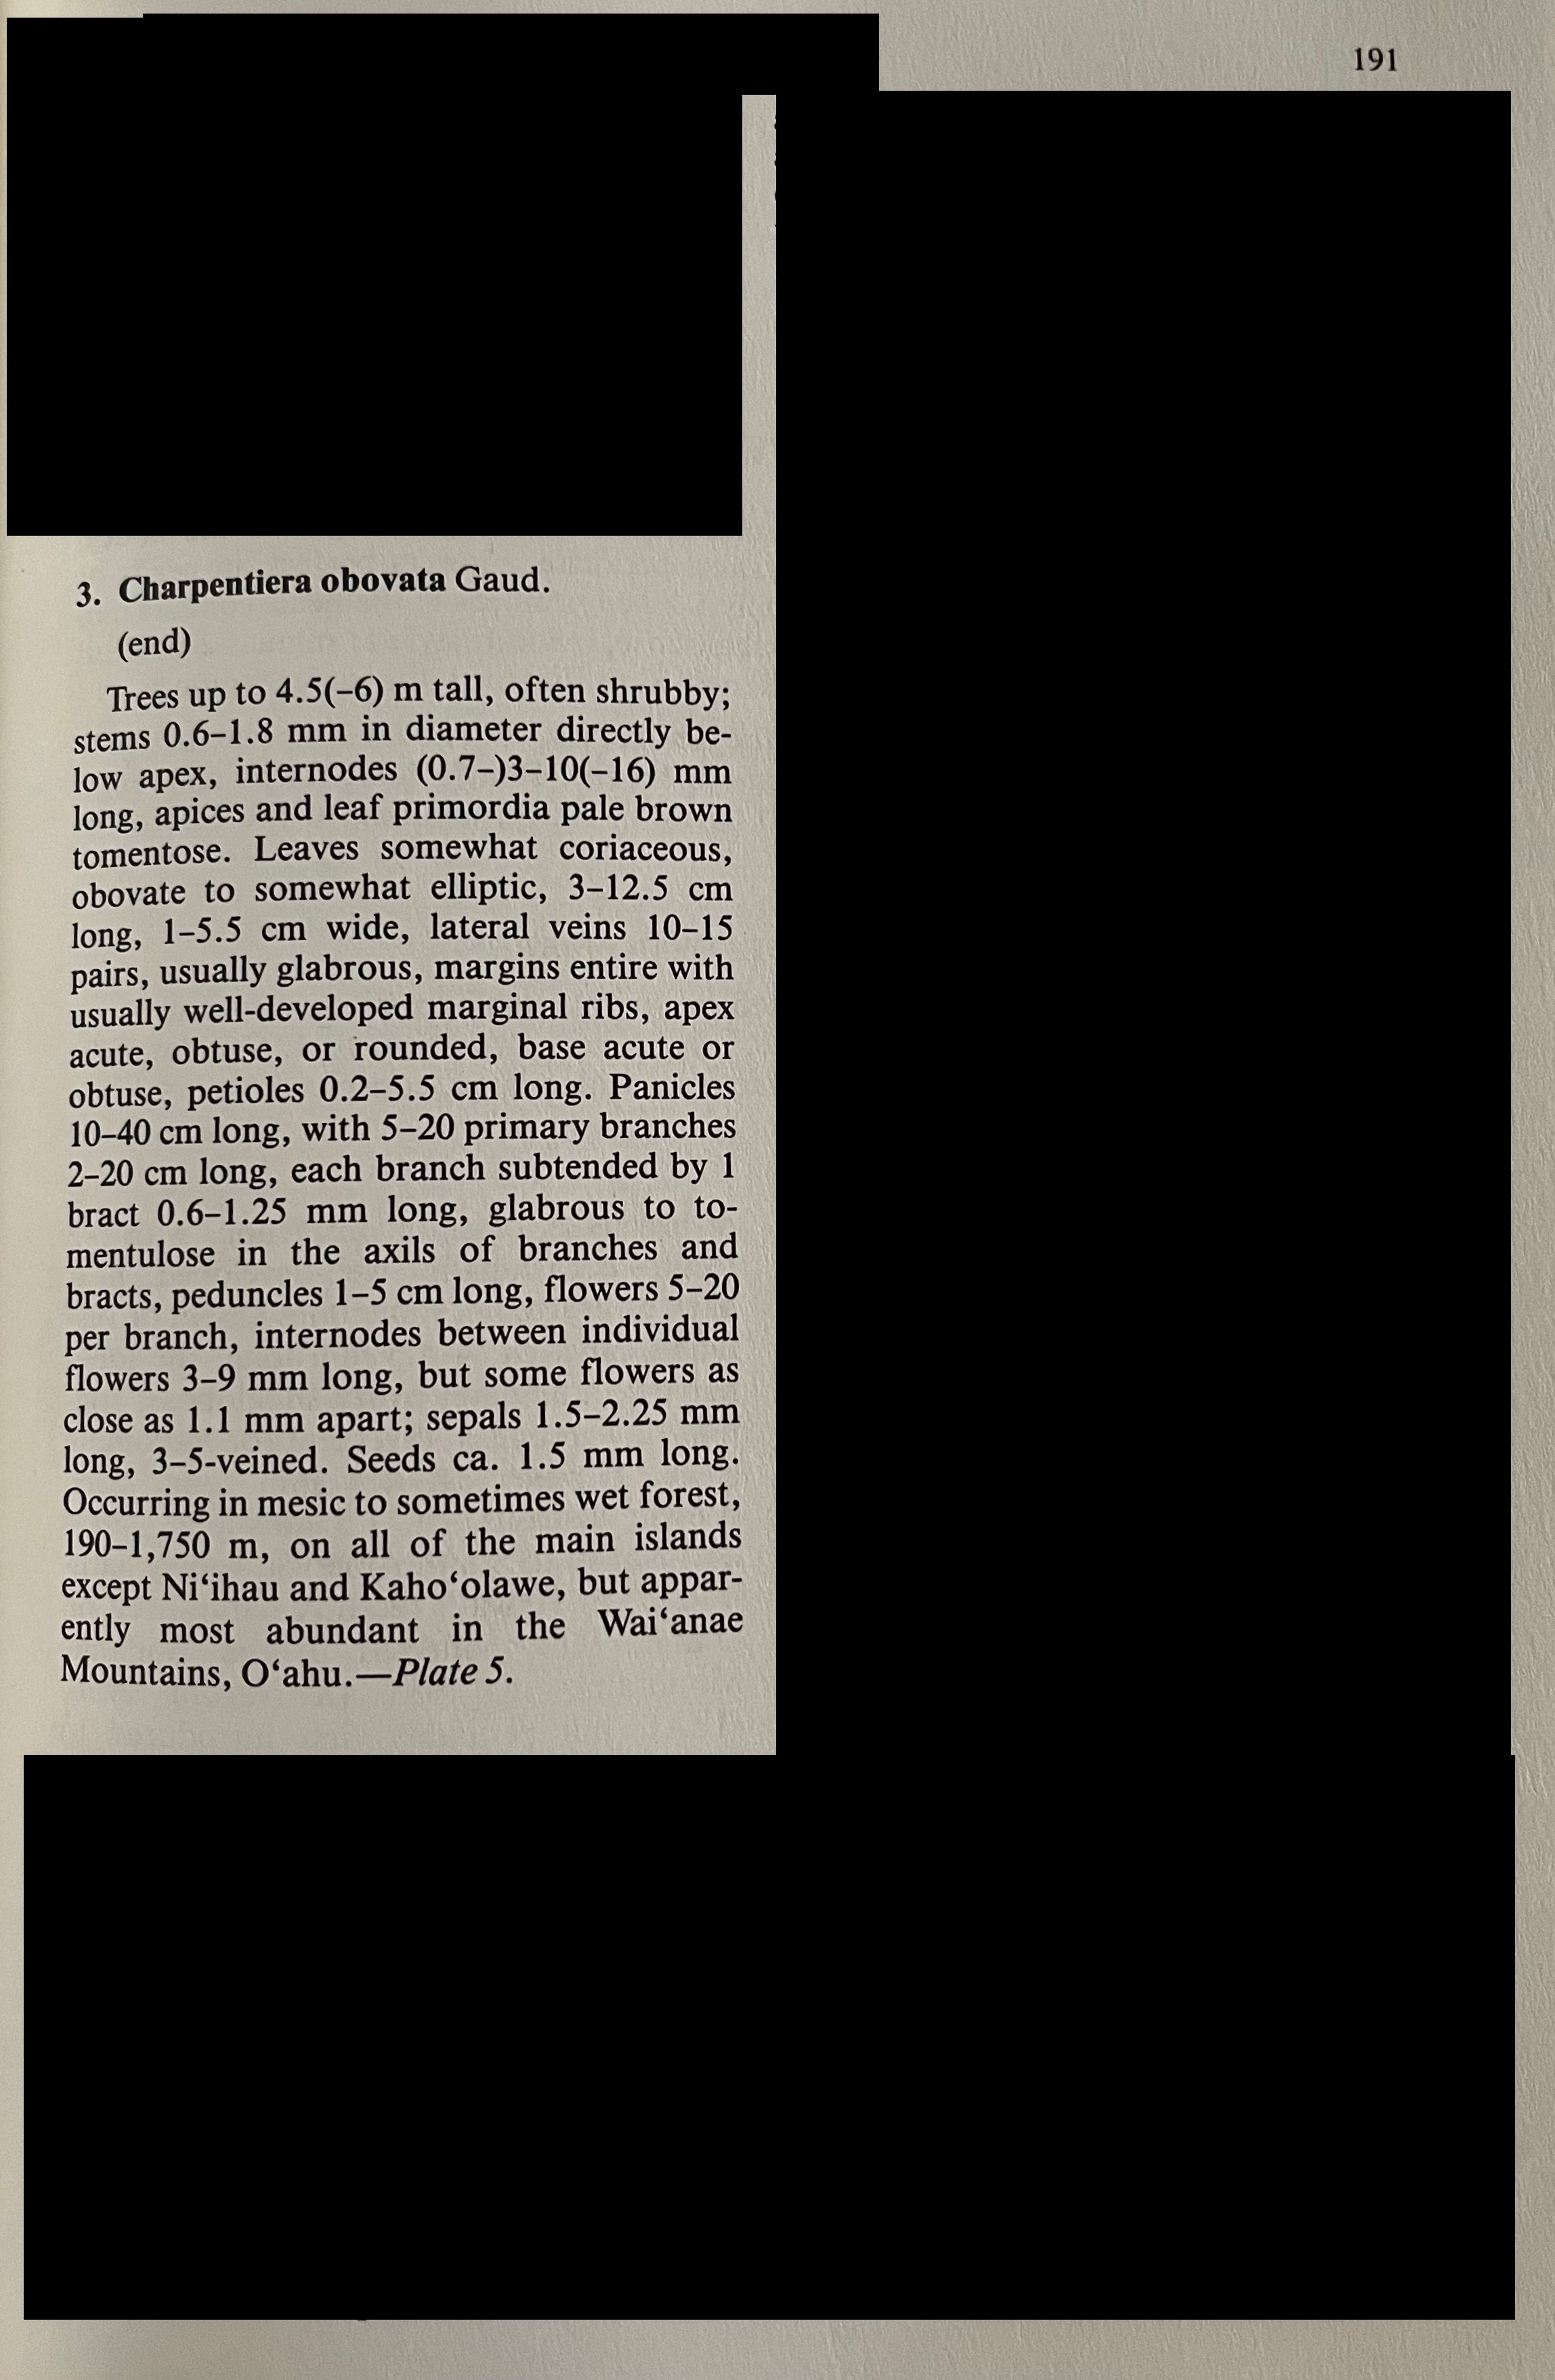 191
3. Charpentiera obovata Gaud.
(end)
Trees up to 4.5(–6) m tall, often shrubby;
stems 0.6–1.8 mm in diameter directly be-
low apex, internodes (0.7–)3–10(–16) mm
long, apices and leaf primordia pale brown
tomentose. Leaves somewhat coriaceous,
obovate to somewhat elliptic, 3–12.5 cm
long, 1–5.5 cm wide, lateral veins 10–15
pairs, usually glabrous, margins entire with
usually well-developed marginal ribs, apex
acute, obtuse, or rounded, base acute or
obtuse, petioles 0.2–5.5 cm long. Panicles
10–40 cm long, with 5–20 primary branches
2–20 cm long, each branch subtended by 1
bract 0.6–1.25 mm long, glabrous to to-
mentulose in the axils of branches and
bracts, peduncles 1–5 cm long, flowers 5–20
per branch, internodes between individual
flowers 3–9 mm long, but some flowers as
close as 1.1 mm apart; sepals 1.5–2.25 mm
long, 3–5-veined. Seeds ca. 1.5 mm long.
Occurring in mesic to sometimes wet forest,
190–1,750 m, on all of the main islands
except Ni‘ihau and Kaho‘olawe, but appar-
ently most abundant in the Wai‘anae
Mountains, O‘ahu.—Plate 5.